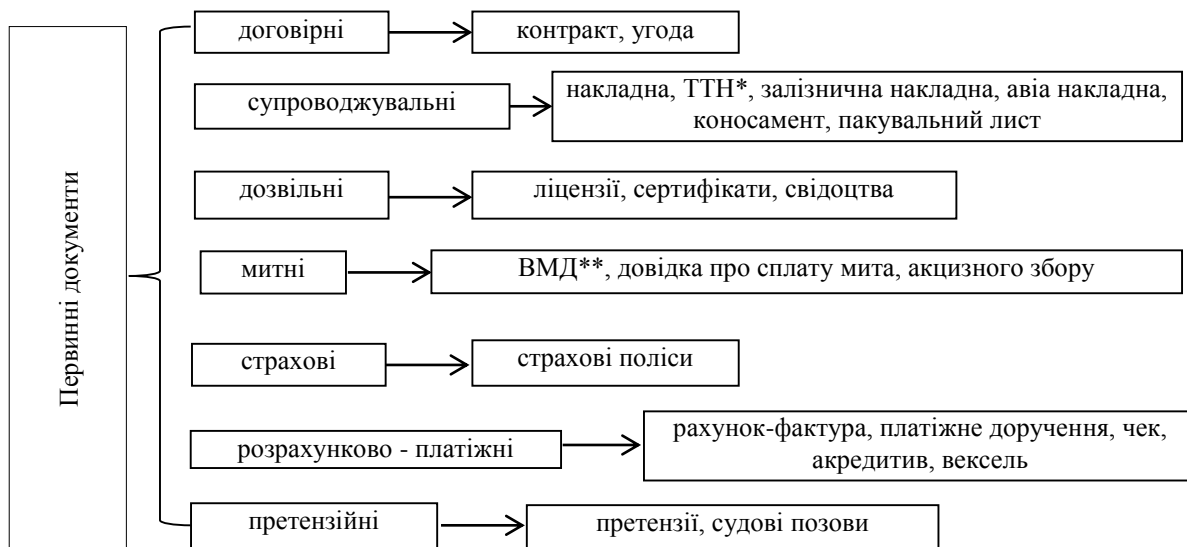 Первинні документи
договірні
контракт, угода
супроводжувальні
накладна, ТТН*, залізнична накладна, авіа накладна,
коносамент, пакувальний лист
дозвільні
ліцензії, сертифікати, свідоцтва
митні
ВМД**, довідка про сплату мита, акцизного збору
страхові
страхові поліси
розрахунково - платіжні
рахунок-фактура, платіжне доручення, чек,
акредитив, вексель
претензійні
претензії, судові позови